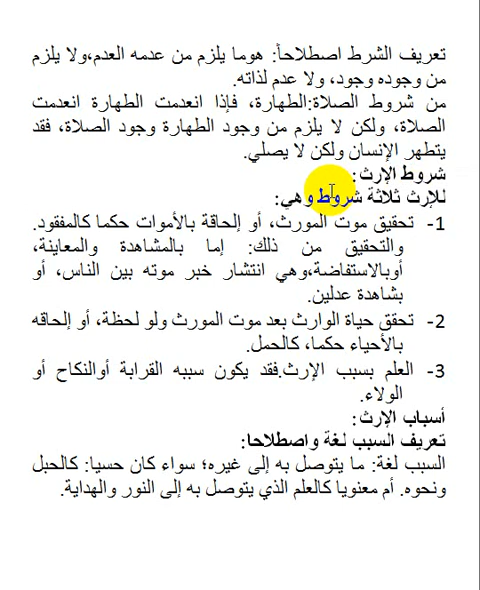 تعريف الشرط اصطلاحاً: هوما يلزم من عدمه العدم،ولا يلزم
من وجوده وجود، ولا عدم لذاته.
من شروط الصلاة:الطهارة، فإذا انعدمت الطهارة انعدمت
الصلاة، ولكن لا يلزم من وجود الطهارة وجود الصلاة، فقد
يتطهر الإنسان ولكن لا يصلي.
شروط الإرث:
للإرث ثلاثة شروط وهي:
1- تحقيق موت المورث، أو إلحاقة بالأموات حكما كالمفقود.
والتحقيق من ذلك: إما بالمشاهدة والمعاينة،
أوبالاستفاضة،وهي انتشار خبر موته بين الناس، أو
بشاهدة عدلين.
2- تحقق حياة الوارث بعد موت المورث ولو لحظة، أو إلحاقه
بالأحياء حكما، كالحمل.
3- العلم بسبب الإرث.فقد يكون سببه القرابة أوالنكاح أو
الولاء.
أسباب الإرث:
تعريف السبب لغة واصطلاحا:
السبب لغة: ما يتوصل به إلى غيره؛ سواء كان حسيا: كالحبل
ونحوه. أم معنويا كالعلم الذي يتوصل به إلى النور والهداية.